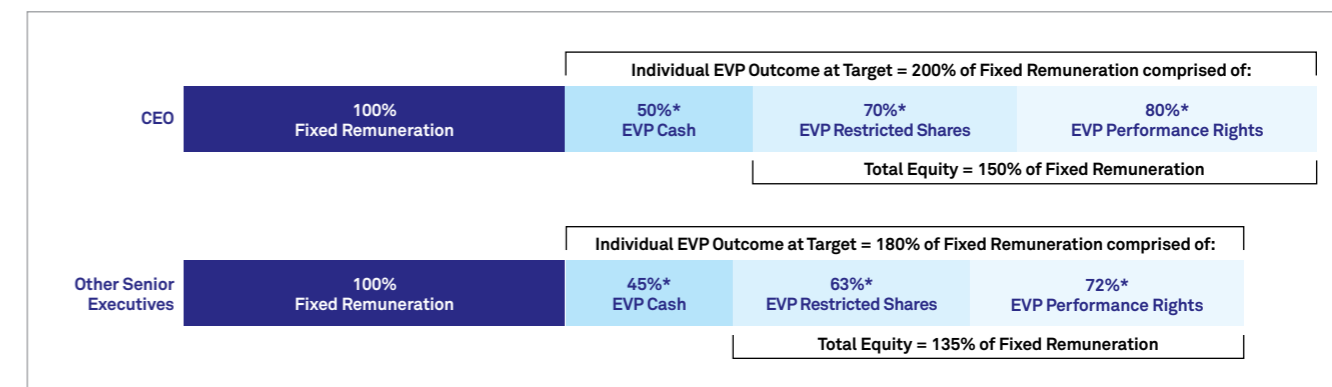 Individual EVP Outcome at Target = 200% of Fixed Remuneration comprised of:
CEO
100%
Fixed Remuneration
50%*
EVP Cash
70%*
EVP Restricted Shares
80%*
EVP Performance Rights
Total Equity = 150% of Fixed Remuneration
Individual EVP Outcome at Target = 180% of Fixed Remuneration comprised of:
Other Senior
Executives
100%
Fixed Remuneration
45%*
EVP Cash
63%*
EVP Restricted Shares
72%*
EVP Performance Rights
Total Equity = 135% of Fixed Remuneration